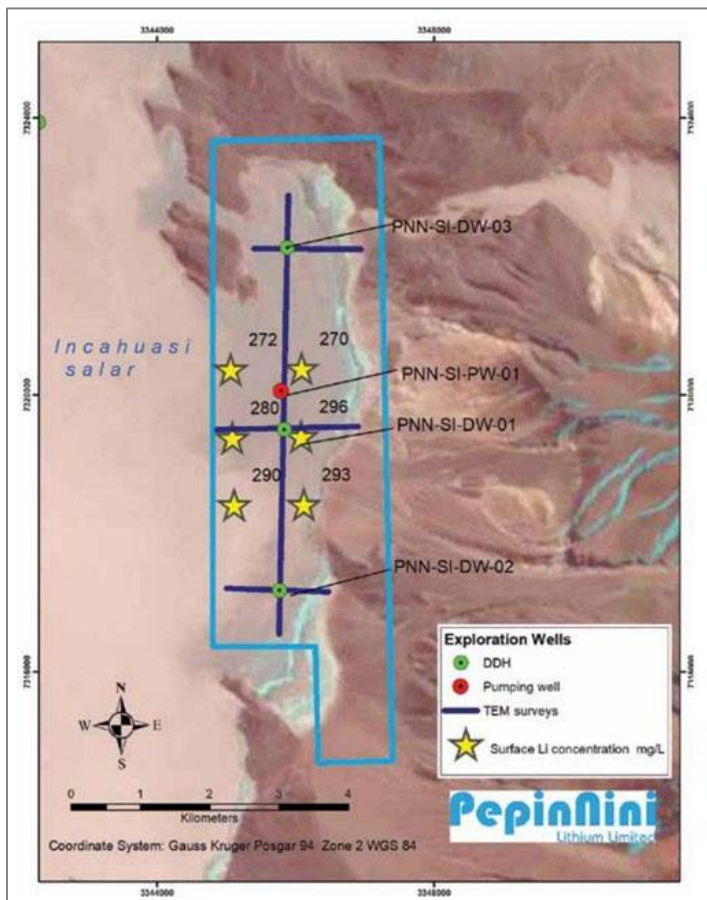 3344000
3348000
7324000
7324000
PNN-SI-DW-03
272
270
Incahuasi
salar
PNN-SI-PW-01
7320000
7320000
280
296
PNN-SI-DW-01
290
293
PNN-SI-DW-02
Exploration Wells
DDH
Pumping well
TEM surveys
Surface Li concentration mg/L
7316000
7316000
N
W
E
S
0
1
2
3
4
Kilometers
PepinNini
Lithium Limited
Coordinate System: Gauss Kruger Posgar 94 Zone 2 WGS 84
3344000
3348000